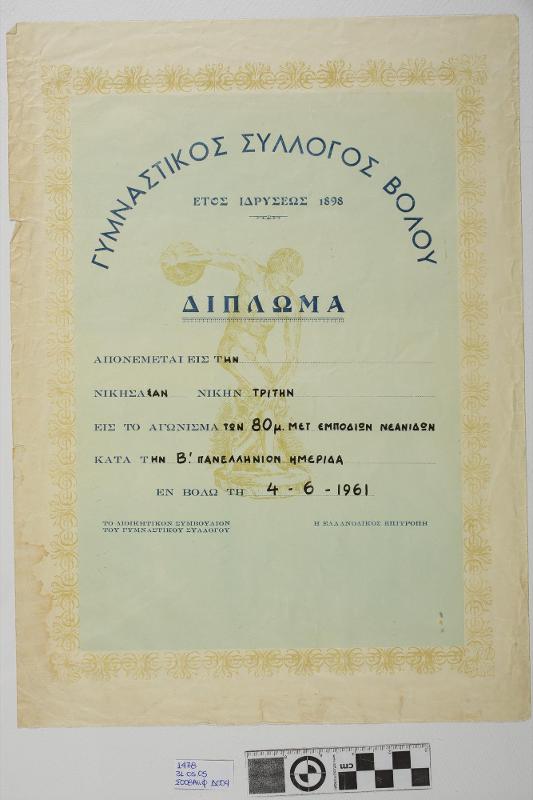 ΓΥΜΝΑΣΤΙΚΟΣ ΣΥΛΛΟΓΟΣ ΒΟΛΟΥ
ΕΤΟΣ ΙΔΡΥΣΕΩΣ 1898
ΔΙΠΛΩΜΑ
ΑΠΟΝΕΜΕΤΑΙ ΕΙΣ ΤΗΝ
ΝΙΚΗΣΑΣΑΝ ΝΙΚΗΝ ΤΡΙΤΗΝ
ΕΙΣ ΤΟ ΑΓΩΝΙΣΜΑ ΤΩΝ 80μ. ΜΕΤ ΕΜΠΟΔΙΩΝ ΝΕΑΝΙΔΩΝ
ΚΑΤΑ ΤΗΝ Β΄. ΠΑΝΕΛΛΗΝΙΟΝ ΗΜΕΡΙΔΑ
ΕΝ ΒΟΛΩ ΤΗ 4 - 6 - 1961
ΤΟ ΔΙΟΙΚΗΤΙΚΟΝ ΣΥΜΒΟΥΛΙΟΝ Η ΕΛΛΑΝΟΔΙΚΟΣ ΕΠΙΤΡΟΠΗ
ΤΟΥ ΓΥΜΝΑΣΤΙΚΟΥ ΣΥΛΛΟΓΟΥ
cm